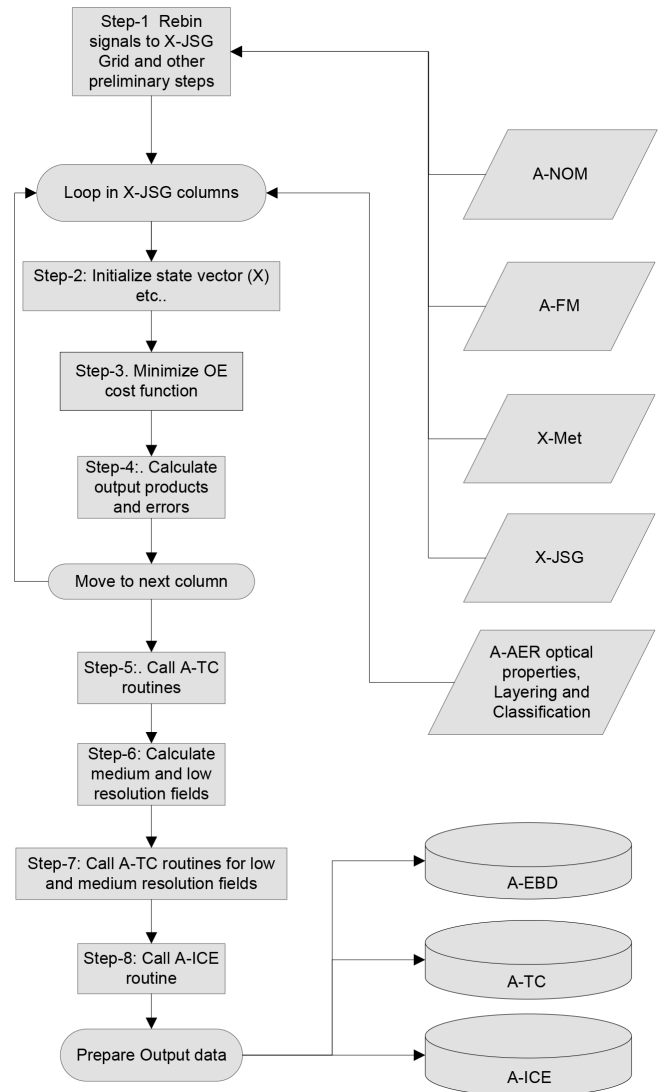 Step-1 Rebin
signals to X-JSG
Grid and other
preliminary steps
Loop in X-JSG columns
Step-2: Initialize state vector (X)
etc..
Step-3. Minimize OE
cost function
Step-4:. Calculate
output products
and errors
Move to next column
Step-5:. Call A-TC
routines
Step-6: Calculate
medium and low
resolution fields
Step-7: Call A-TC routines for low
and medium resolution fields
Step-8: Call A-ICE
routine
Prepare Output data
A-NOM
A-FM
X-Met
X-JSG
A-AER optical
properties,
Layering and
Classification
A-EBD
A-TC
A-ICE